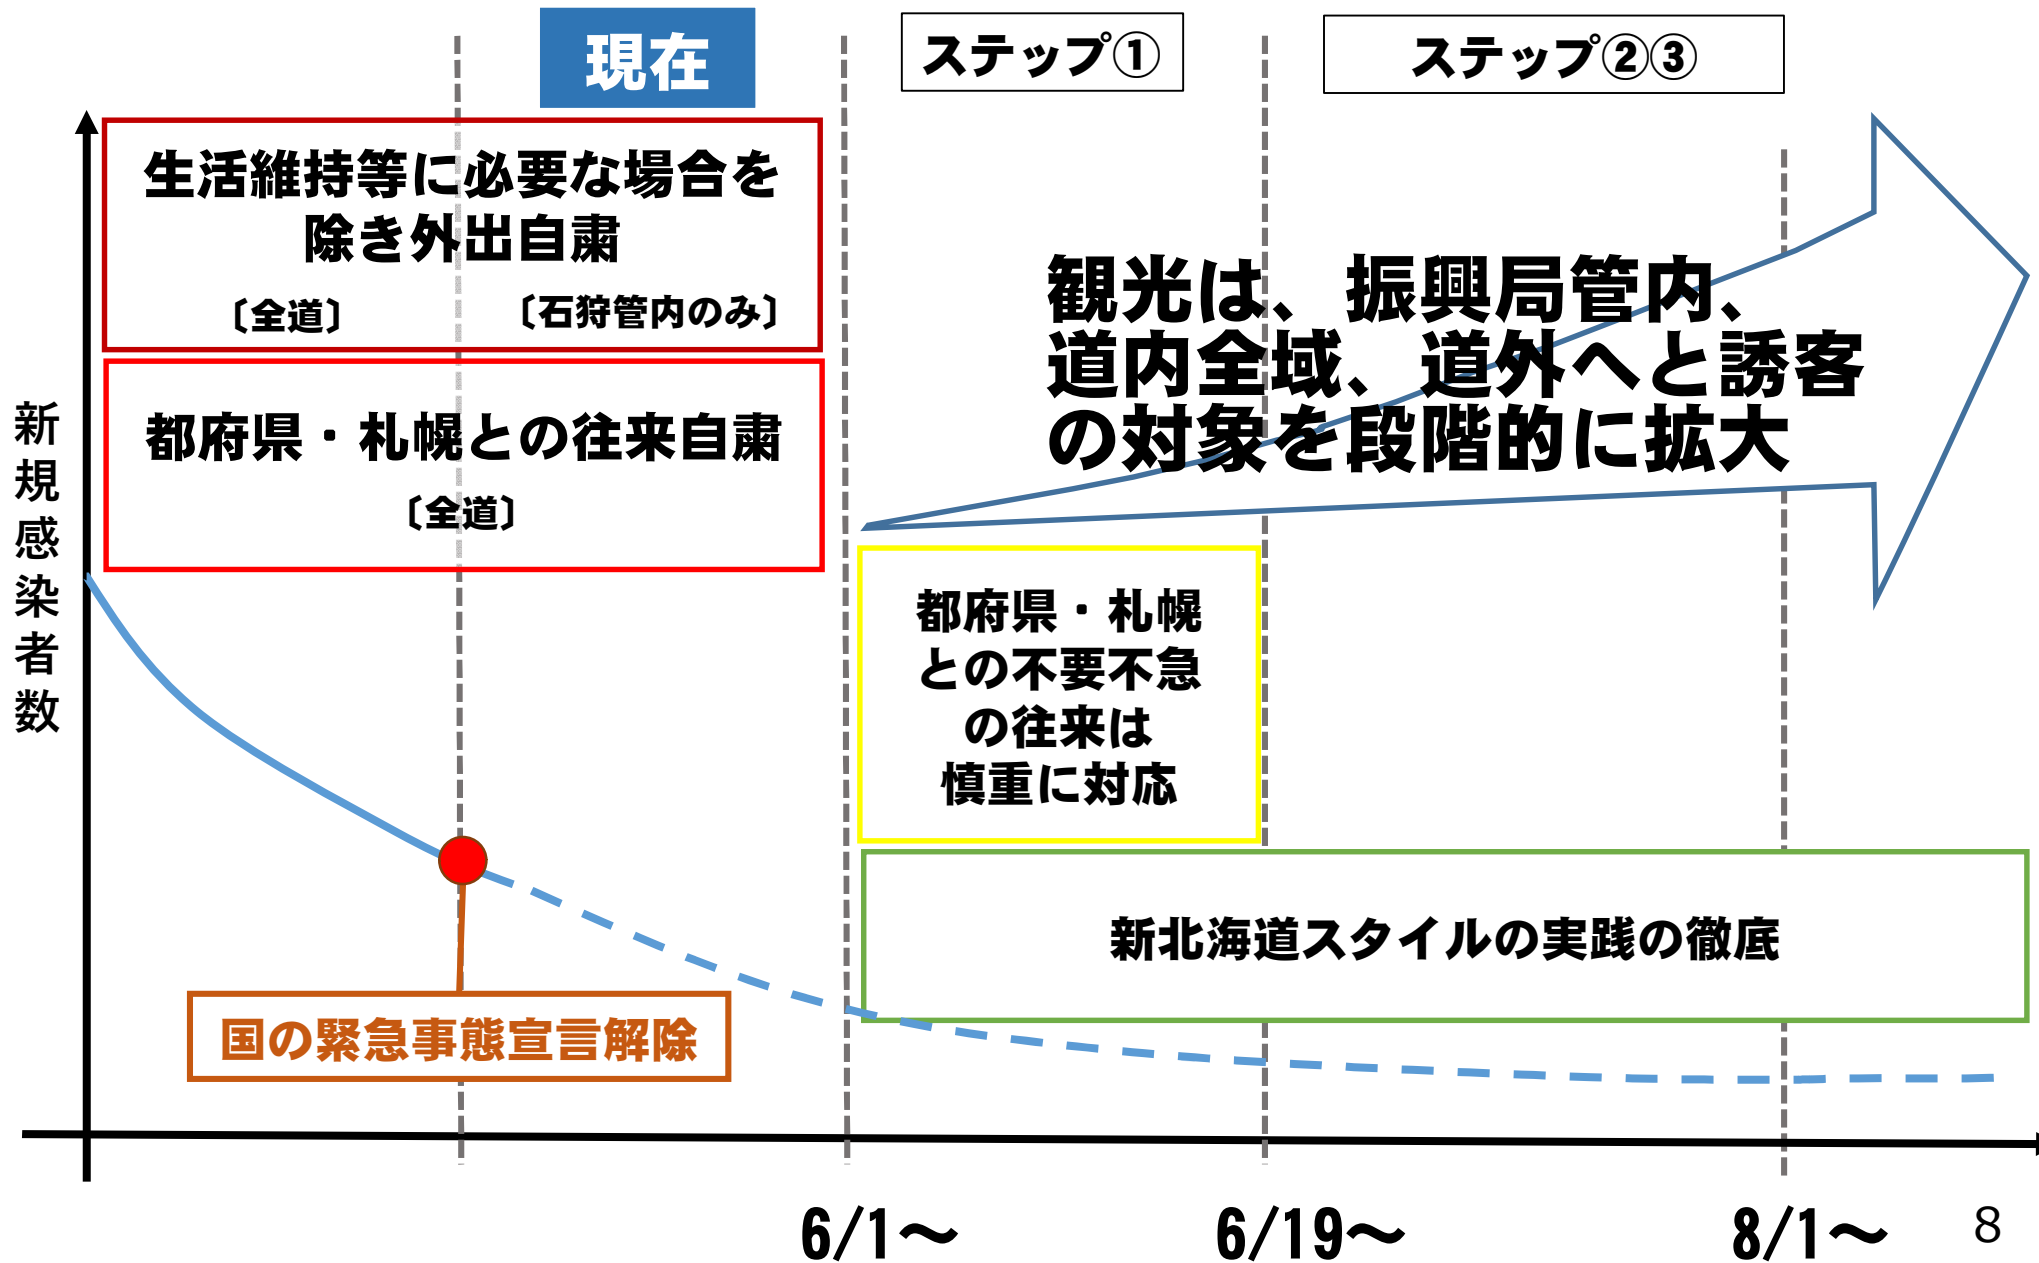 現在
ステップ①
ステップ②③
生活維持等に必要な場合を
除き外出自粛
〔全道〕
〔石狩管内のみ〕
都府県・札幌との往来自粛
〔全道〕
観光は、振興局管内、
道内全域、道外へと誘客
の対象を段階的に拡大
新規感染者数
都府県・札幌
との不要不急
の往来は
慎重に対応
新北海道スタイルの実践の徹底
国の緊急事態宣言解除
6/1～
6/19～
8/1～
8